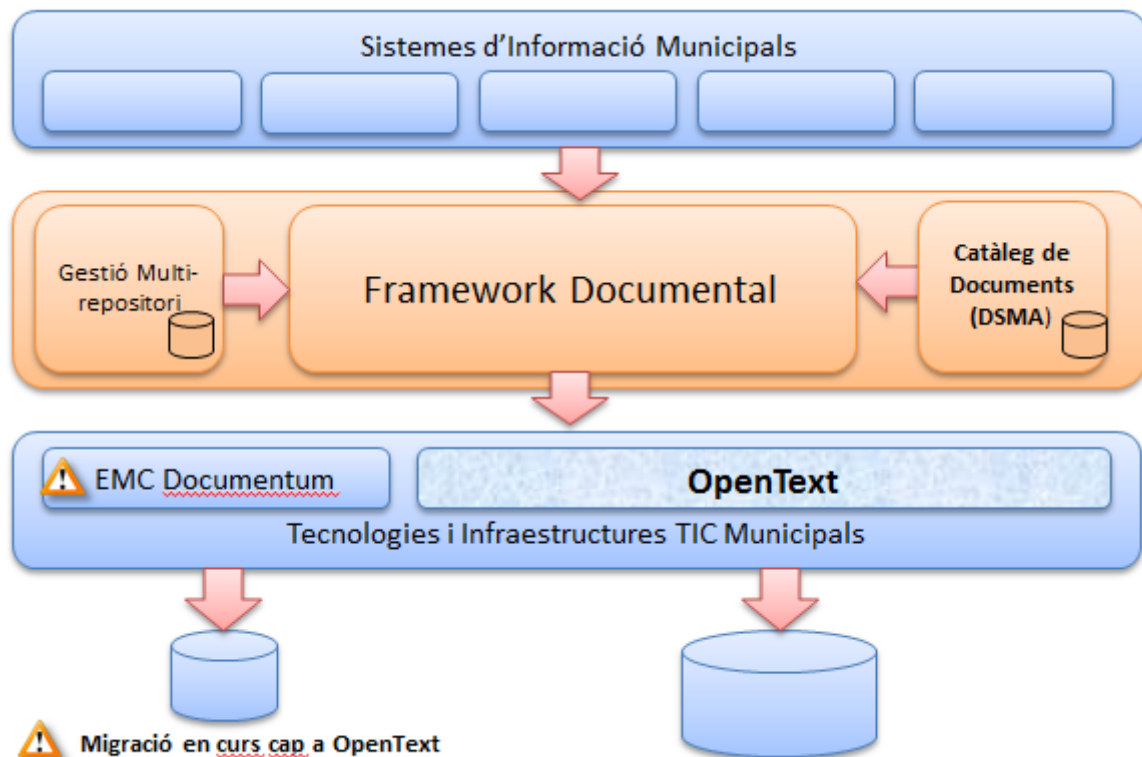 Sistemes d’Informació Municipals
Gestió Multi-
repositori
Framework Documental
Catàleg de
Documents
(DSMA)
EMC Documentum
OpenText
Tecnologies i Infraestructures TIC Municipals
Migració en curs cap a OpenText